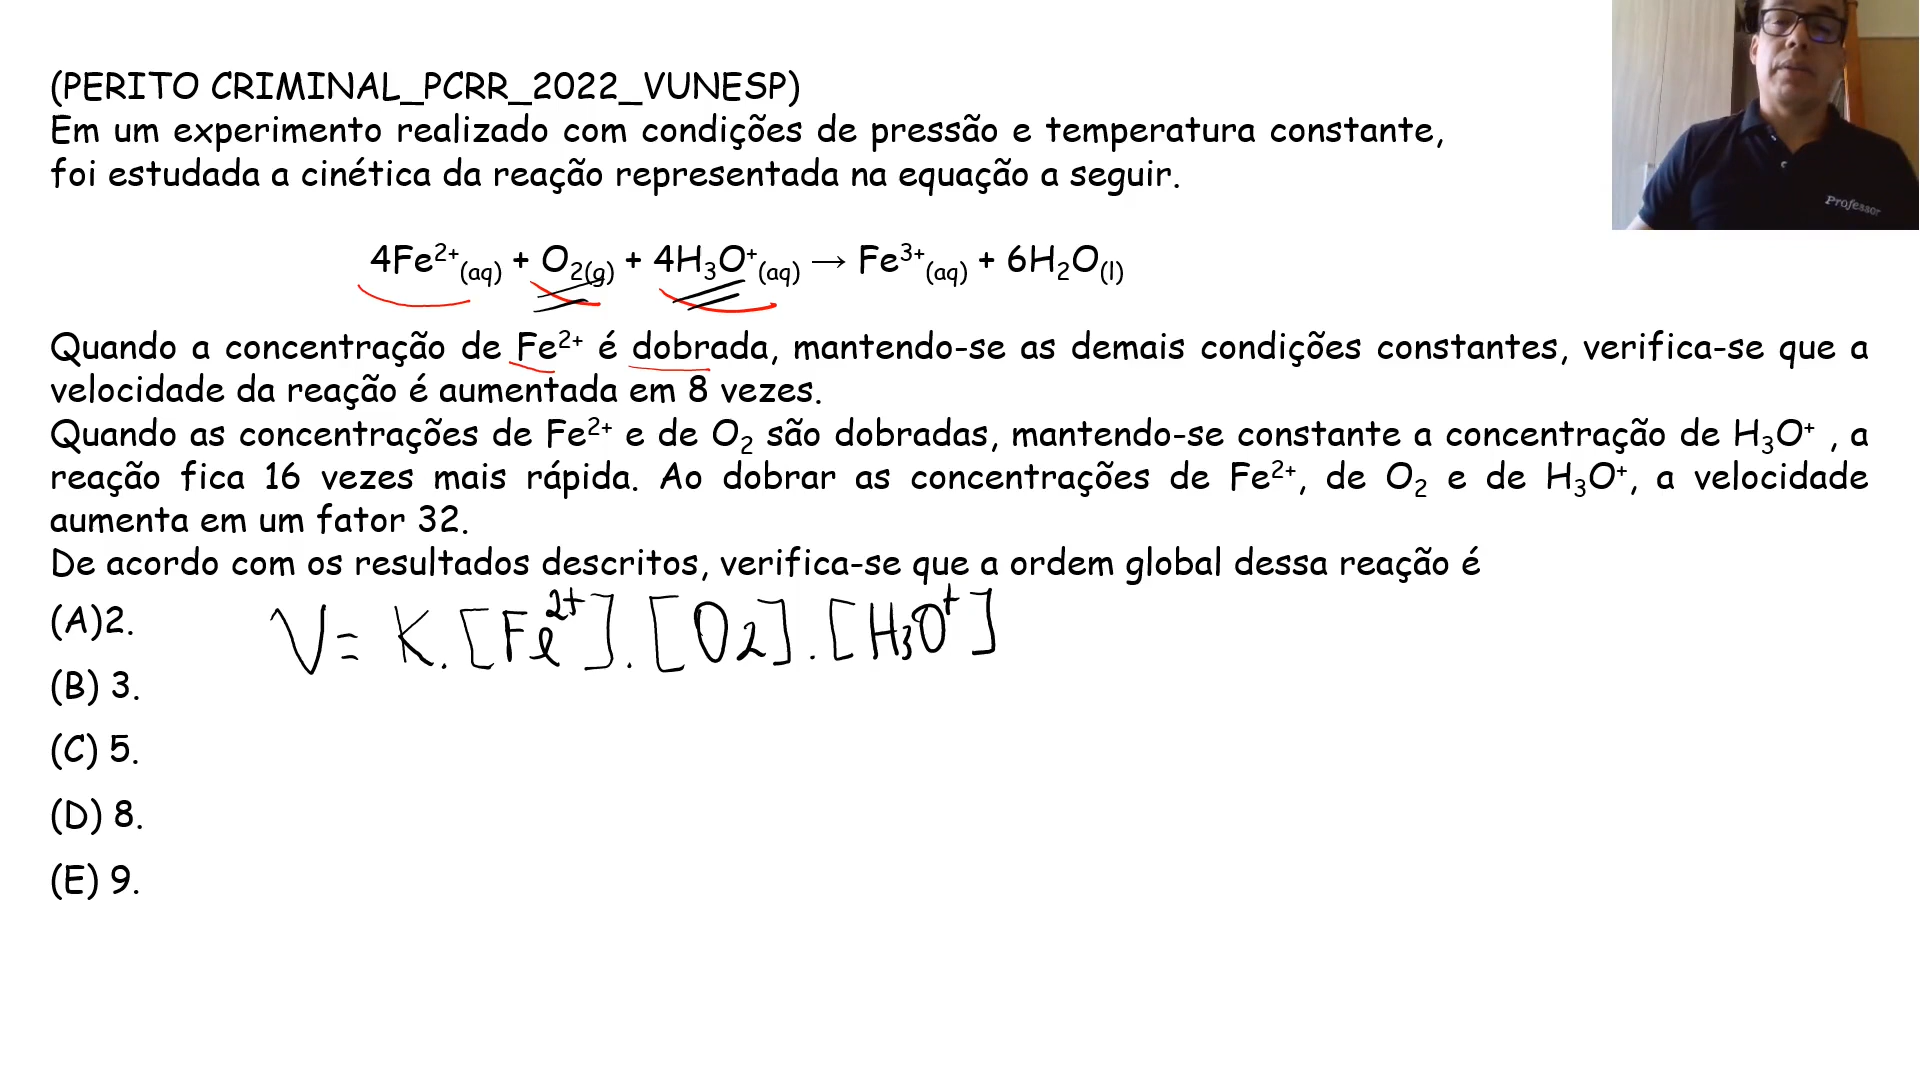 (PERITO CRIMINAL_PCRR_2022_VUNESP)
Em um experimento realizado com condições de pressão e temperatura constante,
foi estudada a cinética da reação representada na equação a seguir.
4Fe²⁺(aq) + O₂(g) + 4H₃O⁺(aq) → Fe³⁺(aq) + 6H₂O(l)
Quando a concentração de Fe²⁺ é dobrada, mantendo-se as demais condições constantes, verifica-se que a
velocidade da reação é aumentada em 8 vezes.
Quando as concentrações de Fe²⁺ e de O₂ são dobradas, mantendo-se constante a concentração de H₃O⁺ , a
reação fica 16 vezes mais rápida. Ao dobrar as concentrações de Fe²⁺, de O₂ e de H₃O⁺, a velocidade
aumenta em um fator 32.
De acordo com os resultados descritos, verifica-se que a ordem global dessa reação é
(A)2.
V = K. [Fe²⁺] . [O2] . [H₃O⁺]
(B) 3.
(C) 5.
(D) 8.
(E) 9.
Professor